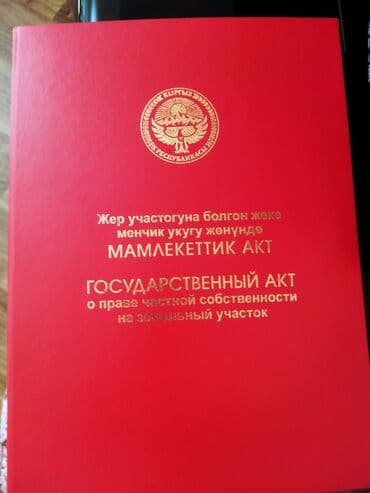 Жер участогуна болгон жеке
менчик укугу жөнүндө
МАМЛЕКЕТТИК АКТ
ГОСУДАРСТВЕННЫЙ АКТ
о праве частной собственности
на земельный участок